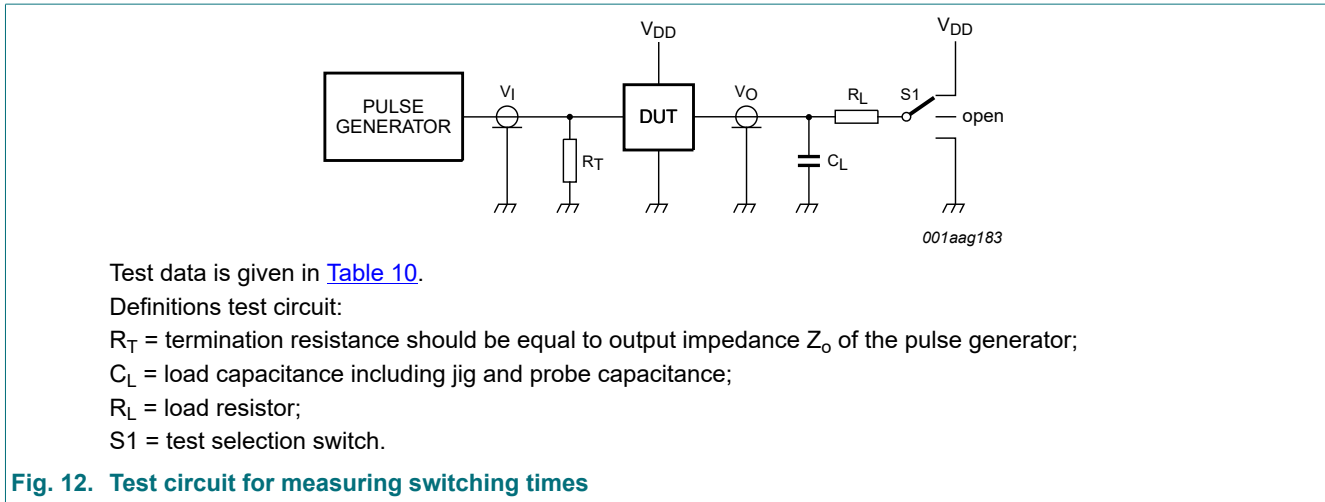 VDD
VDD
PULSE
GENERATOR
VI
DUT
VO
RL
S1
open
RT
CL
001aag183
Test data is given in Table 10.
Definitions test circuit:
RT = termination resistance should be equal to output impedance Zo of the pulse generator;
CL = load capacitance including jig and probe capacitance;
RL = load resistor;
S1 = test selection switch.
Fig. 12. Test circuit for measuring switching times